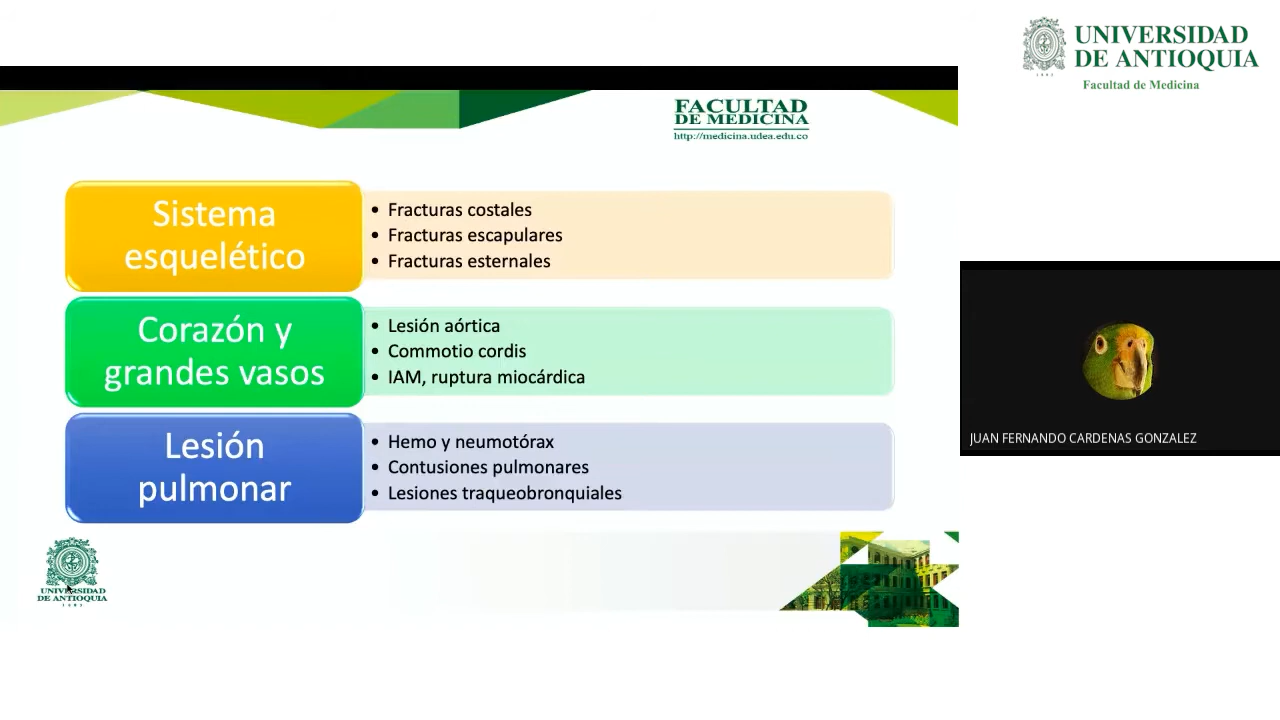 UNIVERSIDAD
DE ANTIOQUIA
1803
Facultad de Medicina
FACULTAD
DE MEDICINA
http://medicina.udea.edu.co
Sistema
esquelético
• Fracturas costales
• Fracturas escapulares
• Fracturas esternales
Corazón y
grandes vasos
• Lesión aórtica
• Commotio cordis
• IAM, ruptura miocárdica
Lesión
pulmonar
• Hemo y neumotórax
• Contusiones pulmonares
• Lesiones traqueobronquiales
JUAN FERNANDO CARDENAS GONZALEZ
UNIVERSIDAD
DE ANTIOQUIA
1803